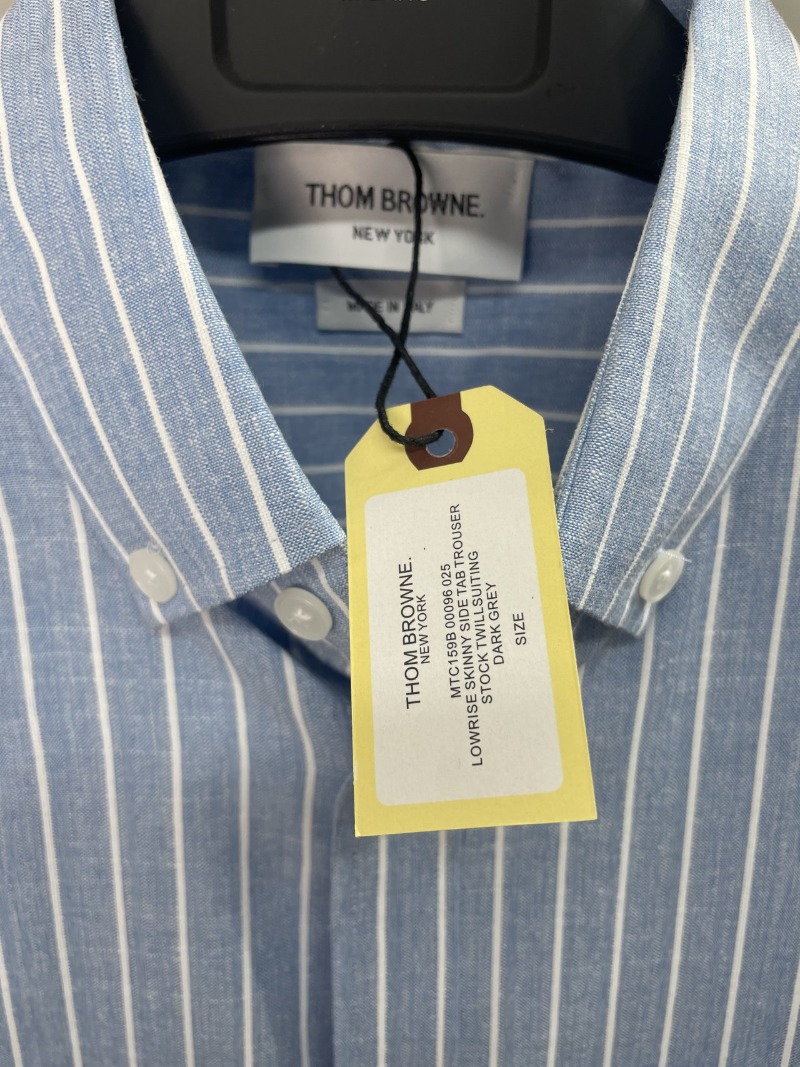 THOM BROWNE.
NEW YORK
MADE IN ITALY
THOM BROWNE.
NEW YORK
MTC159B 00096 025
LOWRISE SKINNY SIDE TAB TROUSER
STOCK TWILLSUITING
DARK GREY
SIZE